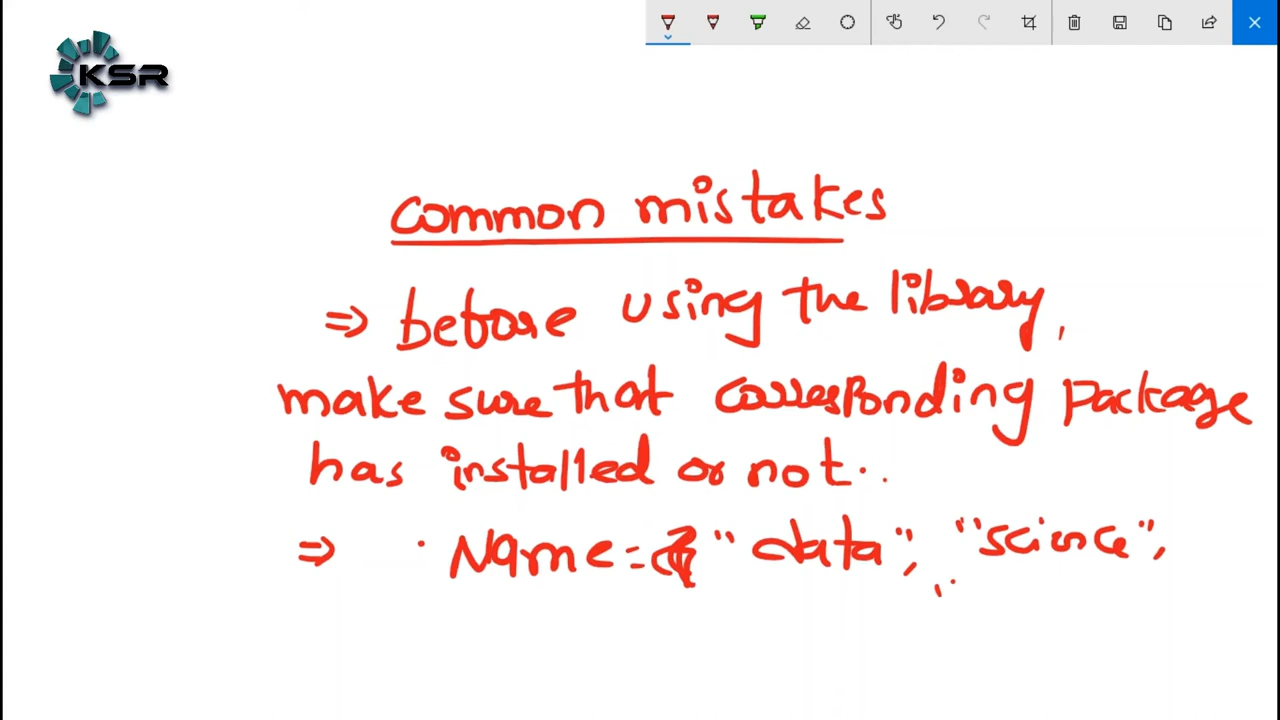 KSR
common mistakes
⇒ before using the library,
make sure that corresponding package
has installed or not..
⇒ Name= " data", "science",